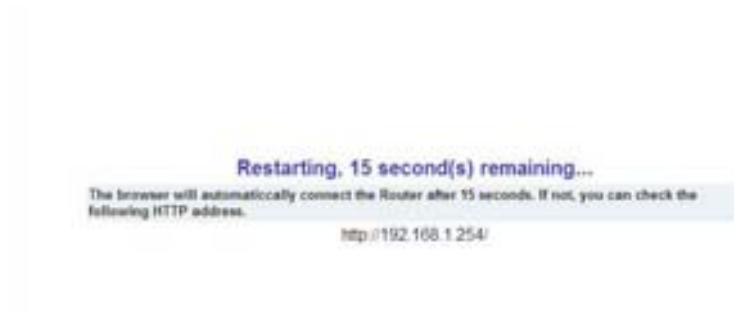 Restarting, 15 second(s) remaining...
The browser will automaticcally connect the Router after 15 seconds. If not, you can check the
following HTTP address.
http://192.168.1.254/